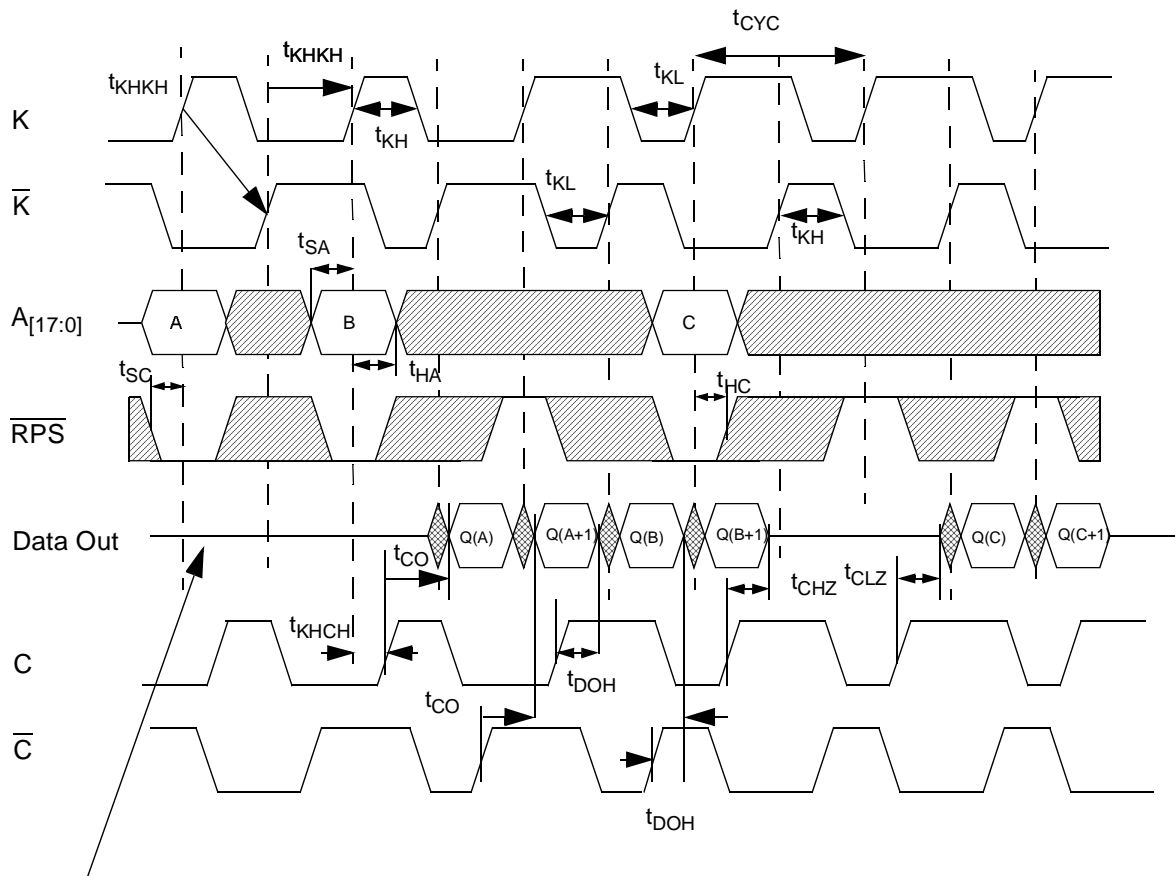 tCYC
tKHKH
tKHKH
tKL
K
tKH
K̅
tKL
tSA
tKH
A[17:0]
A
B
C
tSC
tHA
tHC
R̅P̅S̅
Data Out
Q(A)
Q(A+1)
Q(B)
Q(B+1)
Q(C)
Q(C+1
tCO
tCHZ
tCLZ
tKHCH
C
tDOH
tCO
C̅
tDOH